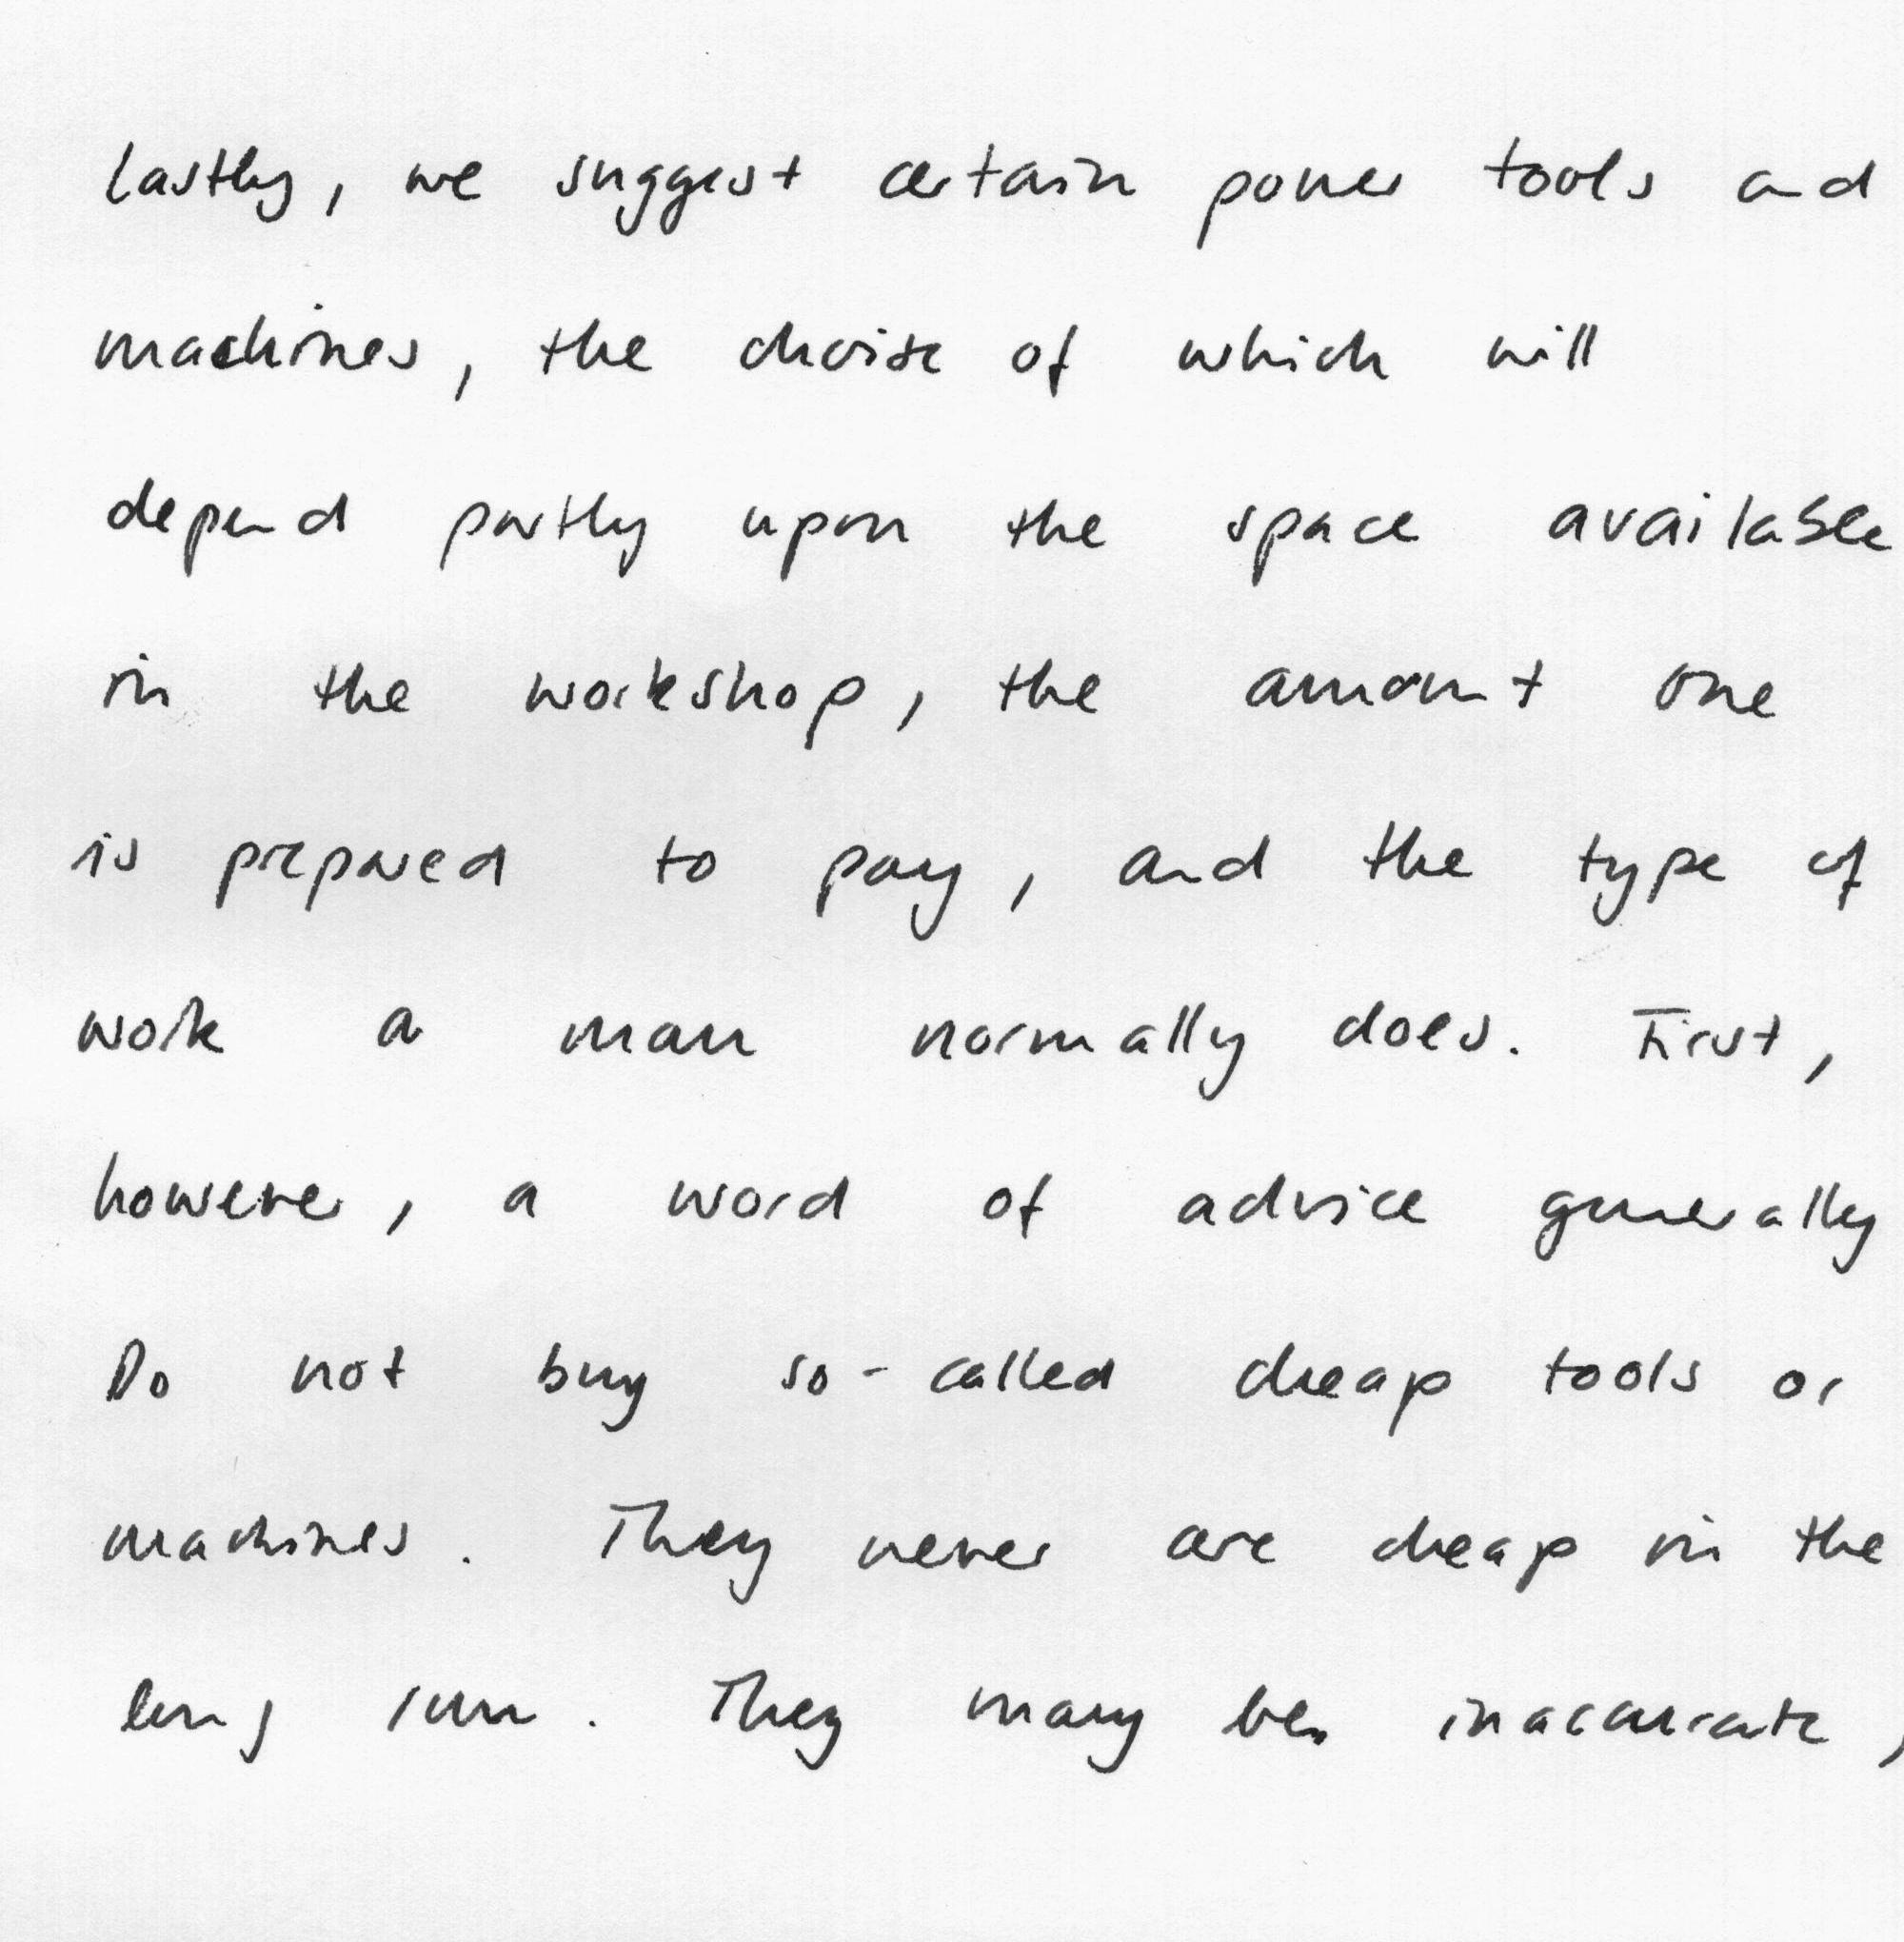 Lastly, we suggest certain power tools and
machines, the choise of which will
depend partly upon the space available
in the workshop, the amount one
is prepared to pay, and the type of
work a man normally does. First,
however, a word of advice generally
Do not buy so-called cheap tools or
machines. They never are cheap in the
long run. They may be inaccurate,